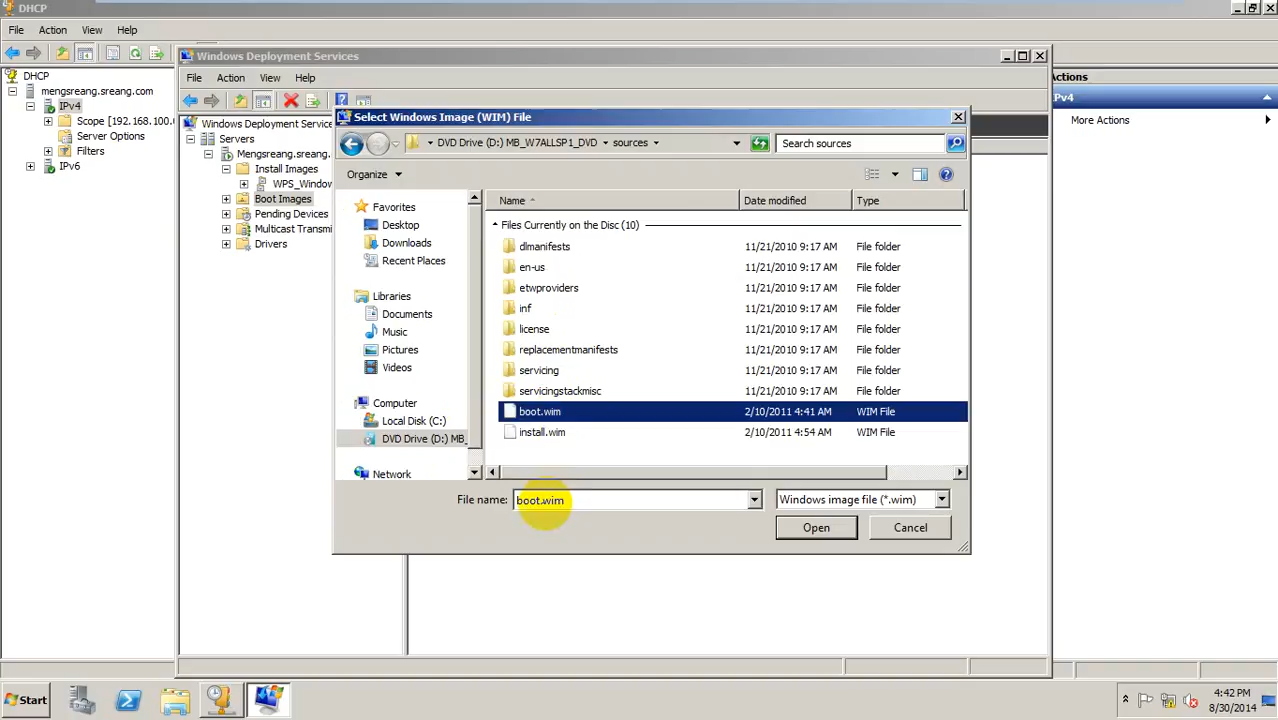 DHCP
File Action View Help
DHCP
mengsreang.sreang.com
IPv4
Scope [192.168.100.
Server Options
Filters
IPv6
Windows Deployment Services
File Action View Help
Windows Deployment Service
Servers
Mengsreang.sreang.
Install Images
WPS_Window
Boot Images
Pending Devices
Multicast Transmi
Drivers
Select Windows Image (WIM) File
DVD Drive (D:) MB_W7ALLSP1_DVD sources
Search sources
Organize
Favorites
Desktop
Downloads
Recent Places
Libraries
Documents
Music
Pictures
Videos
Computer
Local Disk (C:)
DVD Drive (D:) MB_
Network
Name Date modified Type
Files Currently on the Disc (10)
dlmanifests 11/21/2010 9:17 AM File folder
en-us 11/21/2010 9:17 AM File folder
etwproviders 11/21/2010 9:17 AM File folder
inf 11/21/2010 9:17 AM File folder
license 11/21/2010 9:17 AM File folder
replacementmanifests 11/21/2010 9:17 AM File folder
servicing 11/21/2010 9:17 AM File folder
servicingstackmisc 11/21/2010 9:17 AM File folder
boot.wim 2/10/2011 4:41 AM WIM File
install.wim 2/10/2011 4:54 AM WIM File
File name: boot.wim Windows image file (*.wim)
Open Cancel
Actions
IPv4
More Actions
Start
4:42 PM
8/30/2014